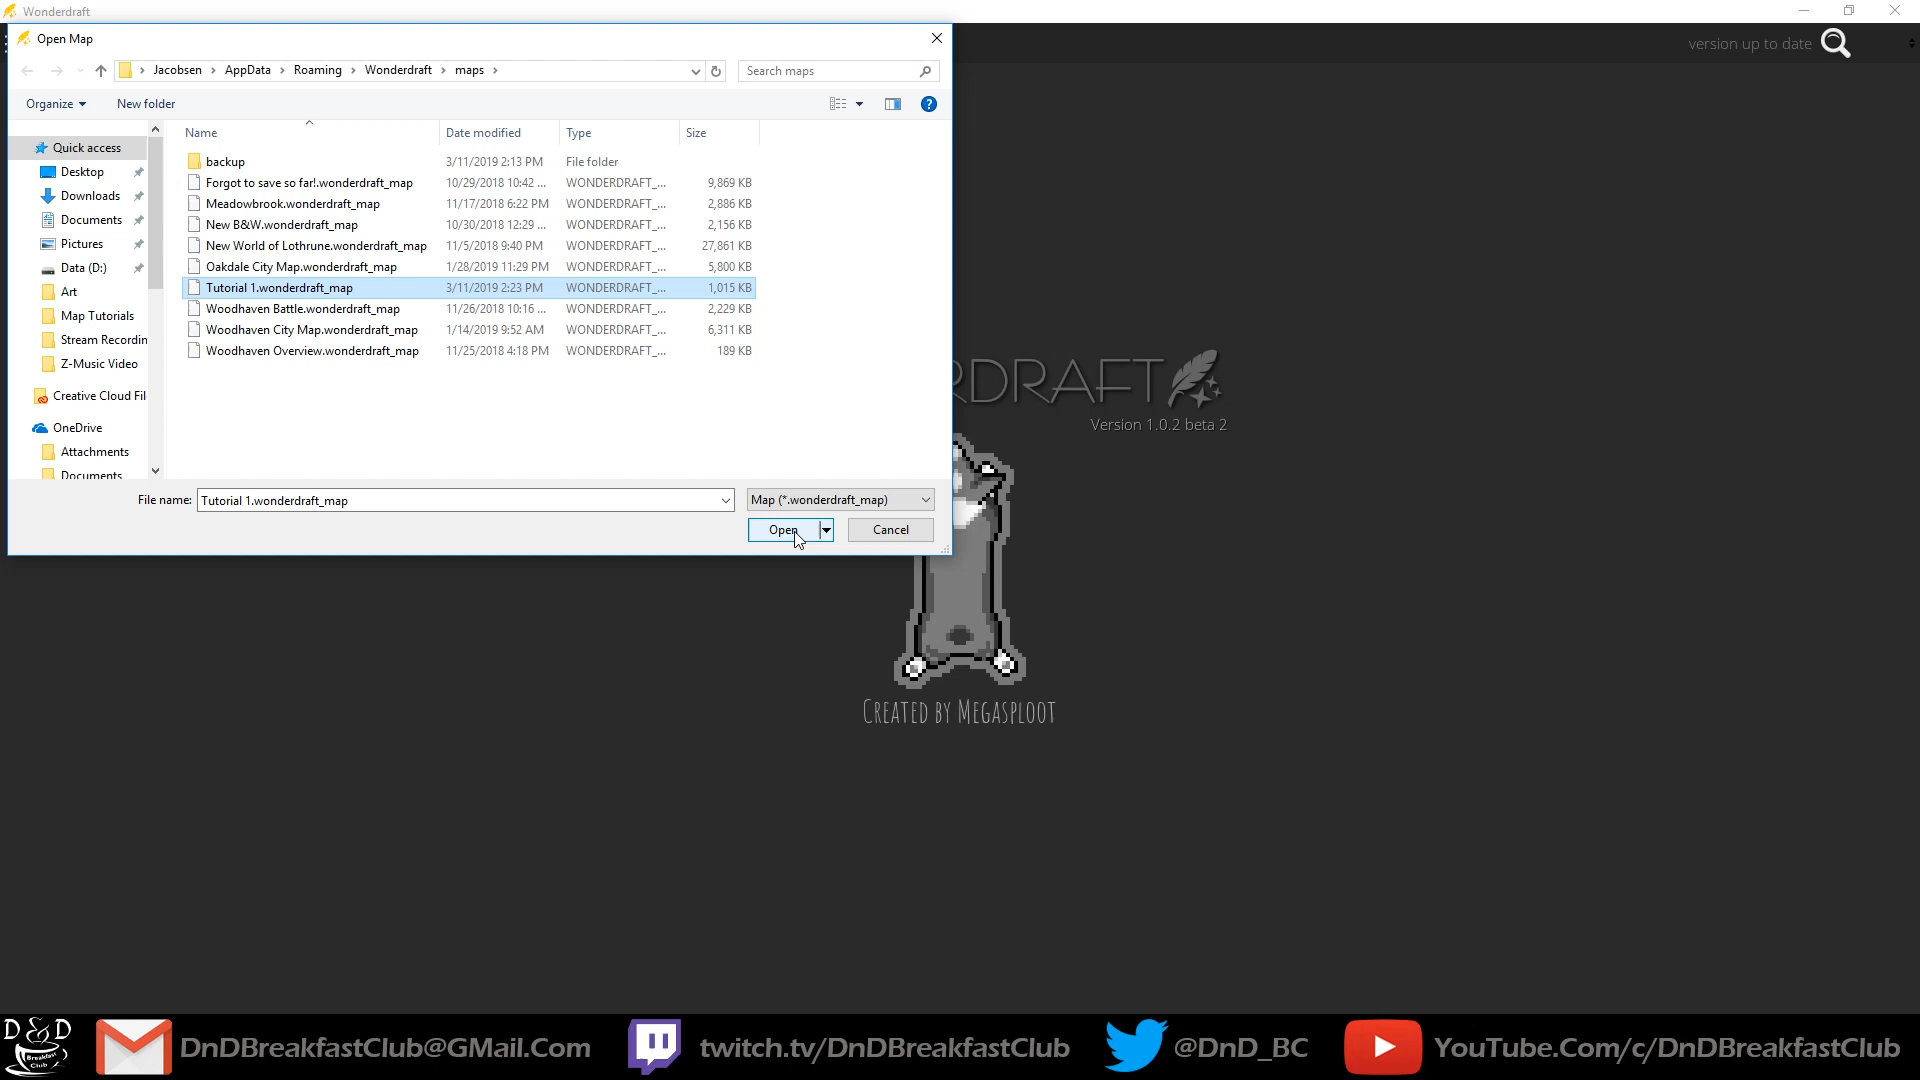 Wonderdraft
Open Map
version up to date
Jacobsen > AppData > Roaming > Wonderdraft > maps >
Search maps
Organize
New folder
Name Date modified Type Size
Quick access
Desktop
Downloads
Documents
Pictures
Data (D:)
Art
Map Tutorials
Stream Recordin
Z-Music Video
Creative Cloud Fil
OneDrive
Attachments
Documents
backup 3/11/2019 2:13 PM File folder
Forgot to save so far!.wonderdraft_map 10/29/2018 10:42 ... WONDERDRAFT_... 9,869 KB
Meadowbrook.wonderdraft_map 11/17/2018 6:22 PM WONDERDRAFT_... 2,886 KB
New B&W.wonderdraft_map 10/30/2018 12:29 ... WONDERDRAFT_... 2,156 KB
New World of Lothrune.wonderdraft_map 11/5/2018 9:40 PM WONDERDRAFT_... 27,861 KB
Oakdale City Map.wonderdraft_map 1/28/2019 11:29 PM WONDERDRAFT_... 5,800 KB
Tutorial 1.wonderdraft_map 3/11/2019 2:23 PM WONDERDRAFT_... 1,015 KB
Woodhaven Battle.wonderdraft_map 11/26/2018 10:16 ... WONDERDRAFT_... 2,229 KB
Woodhaven City Map.wonderdraft_map 1/14/2019 9:52 AM WONDERDRAFT_... 6,311 KB
Woodhaven Overview.wonderdraft_map 11/25/2018 4:18 PM WONDERDRAFT_... 189 KB
File name: Tutorial 1.wonderdraft_map Map (*.wonderdraft_map)
Open Cancel
RDRAFT
Version 1.0.2 beta 2
Created by Megasploot
D&D
Breakfast
Club
DnDBreakfastClub@GMail.Com
twitch.tv/DnDBreakfastClub
@DnD_BC
YouTube.Com/c/DnDBreakfastClub